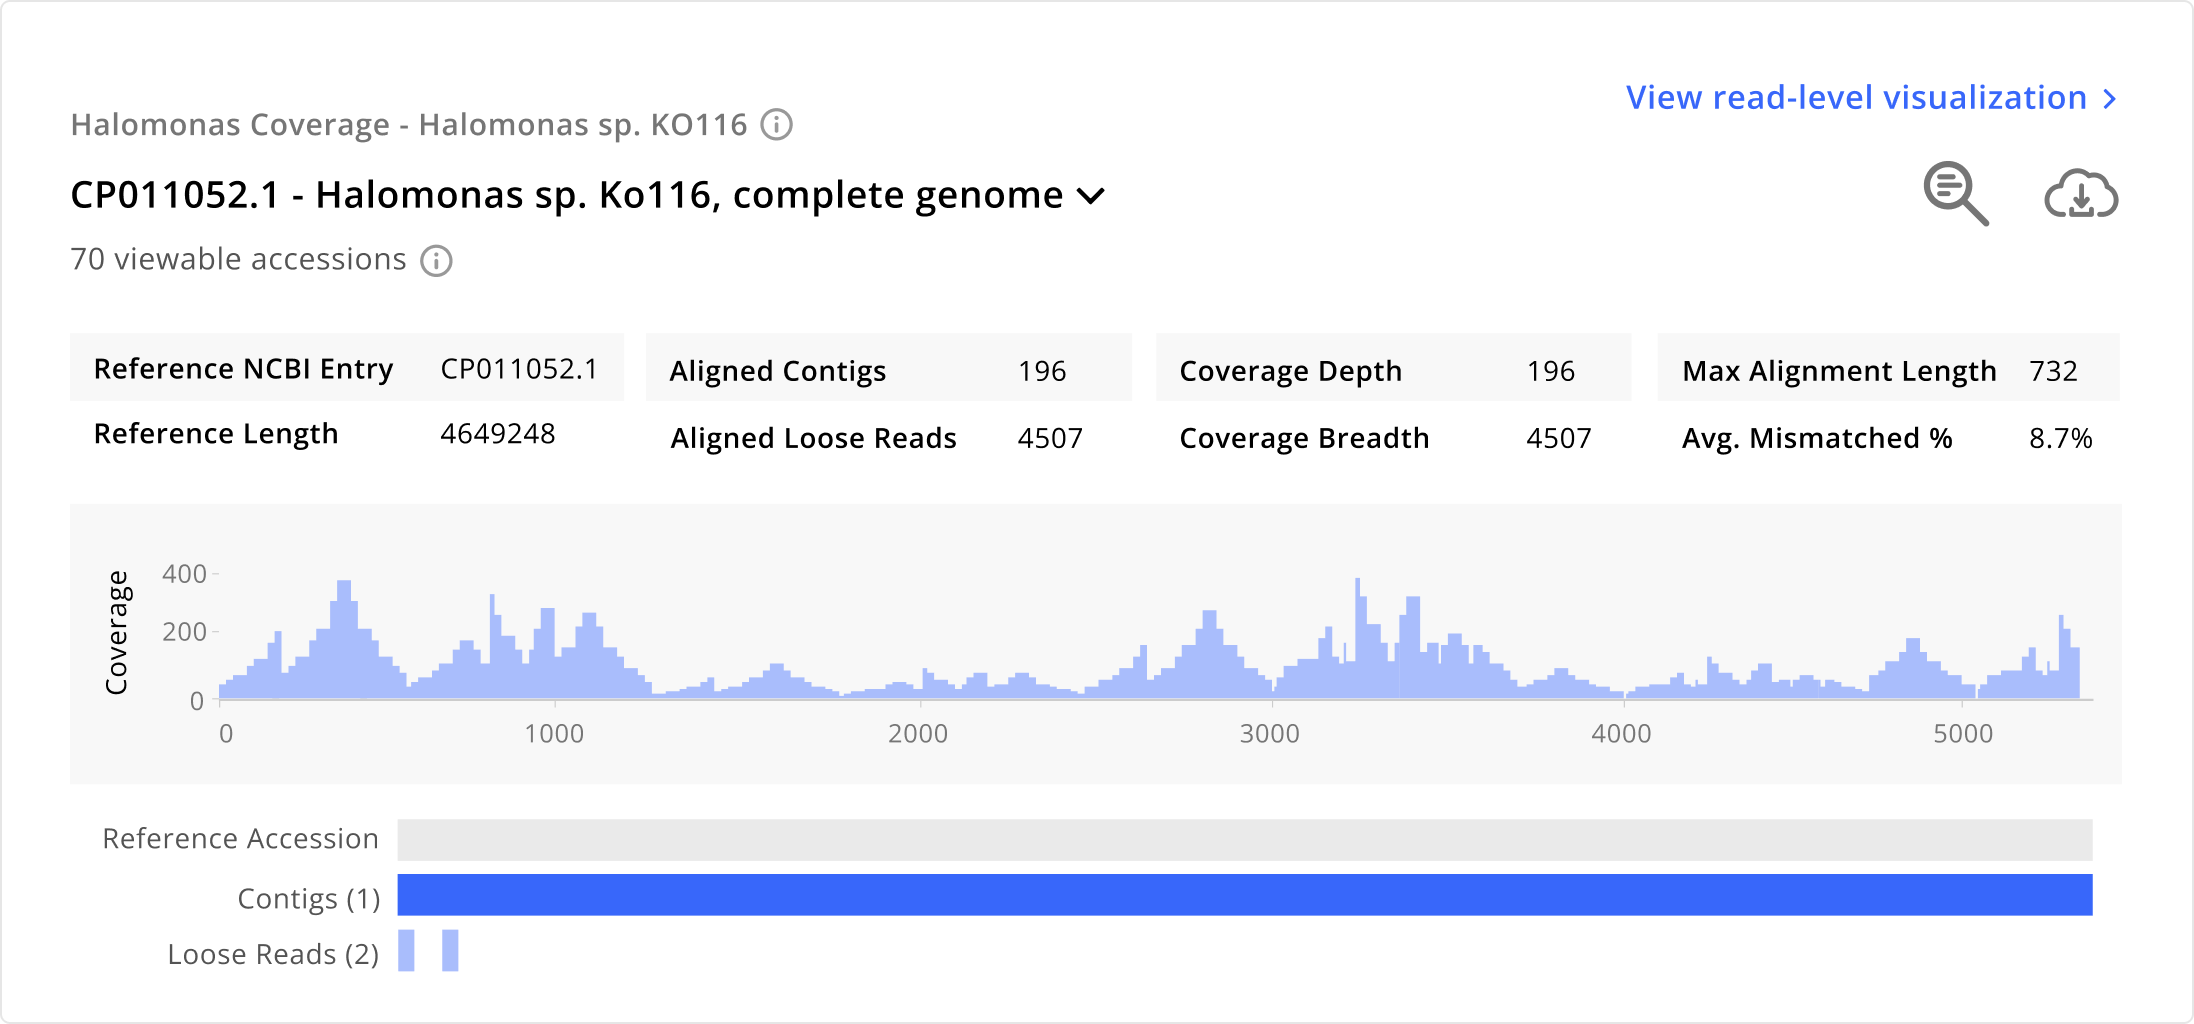 View read-level visualization
Halomonas Coverage - Halomonas sp. KO116
CP011052.1 - Halomonas sp. Ko116, complete genome
70 viewable accessions
Reference NCBI Entry CP011052.1
Reference Length 4649248
Aligned Contigs 196
Aligned Loose Reads 4507
Coverage Depth 196
Coverage Breadth 4507
Max Alignment Length 732
Avg. Mismatched % 8.7%
Coverage
400
200
0
0 1000 2000 3000 4000 5000
Reference Accession
Contigs (1)
Loose Reads (2)